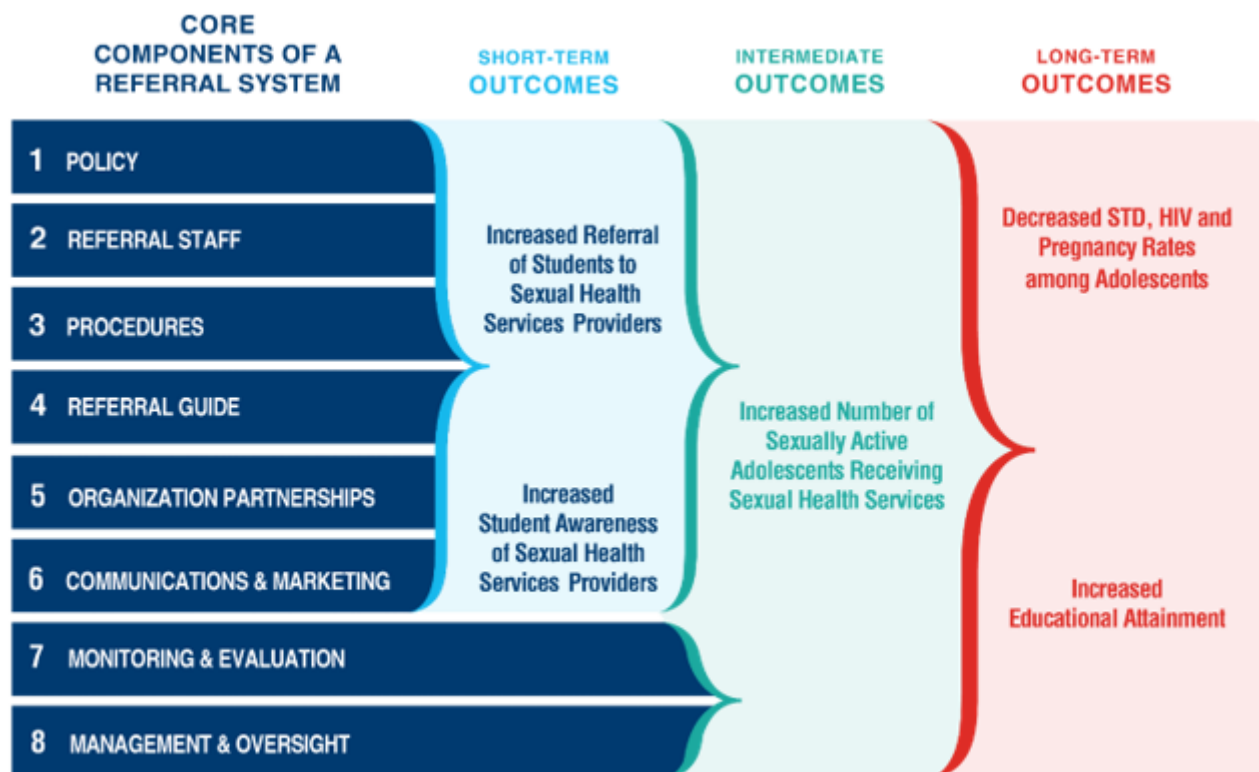 CORE
COMPONENTS OF A
REFERRAL SYSTEM
SHORT-TERM
OUTCOMES
INTERMEDIATE
OUTCOMES
LONG-TERM
OUTCOMES
1 POLICY
2 REFERRAL STAFF
3 PROCEDURES
4 REFERRAL GUIDE
5 ORGANIZATION PARTNERSHIPS
6 COMMUNICATIONS & MARKETING
7 MONITORING & EVALUATION
8 MANAGEMENT & OVERSIGHT
Increased Referral
of Students to
Sexual Health
Services Providers
Increased
Student Awareness
of Sexual Health
Services Providers
Increased Number of
Sexually Active
Adolescents Receiving
Sexual Health Services
Decreased STD, HIV and
Pregnancy Rates
among Adolescents
Increased
Educational Attainment